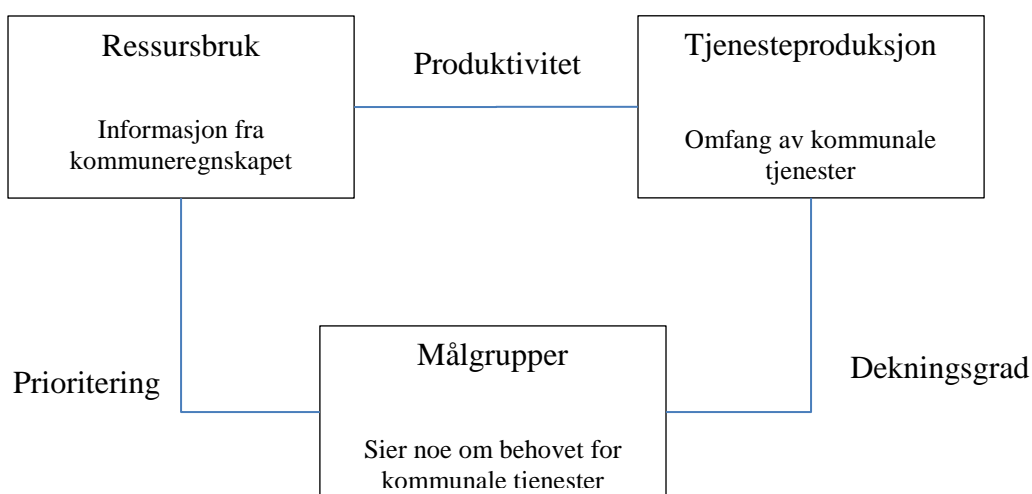 Ressursbruk
Informasjon fra
kommuneregnskapet
Produktivitet
Tjenesteproduksjon
Omfang av kommunale
tjenester
Prioritering
Målgrupper
Sier noe om behovet for
kommunale tjenester
Dekningsgrad